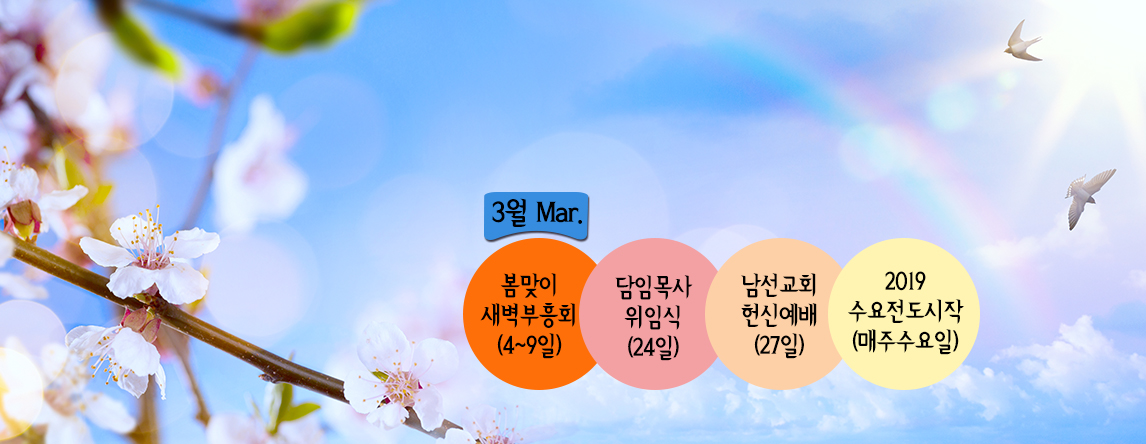 3월 Mar.
봄맞이
새벽부흥회
(4~9일)
담임목사
위임식
(24일)
남선교회
헌신예배
(27일)
2019
수요전도시작
(매주수요일)